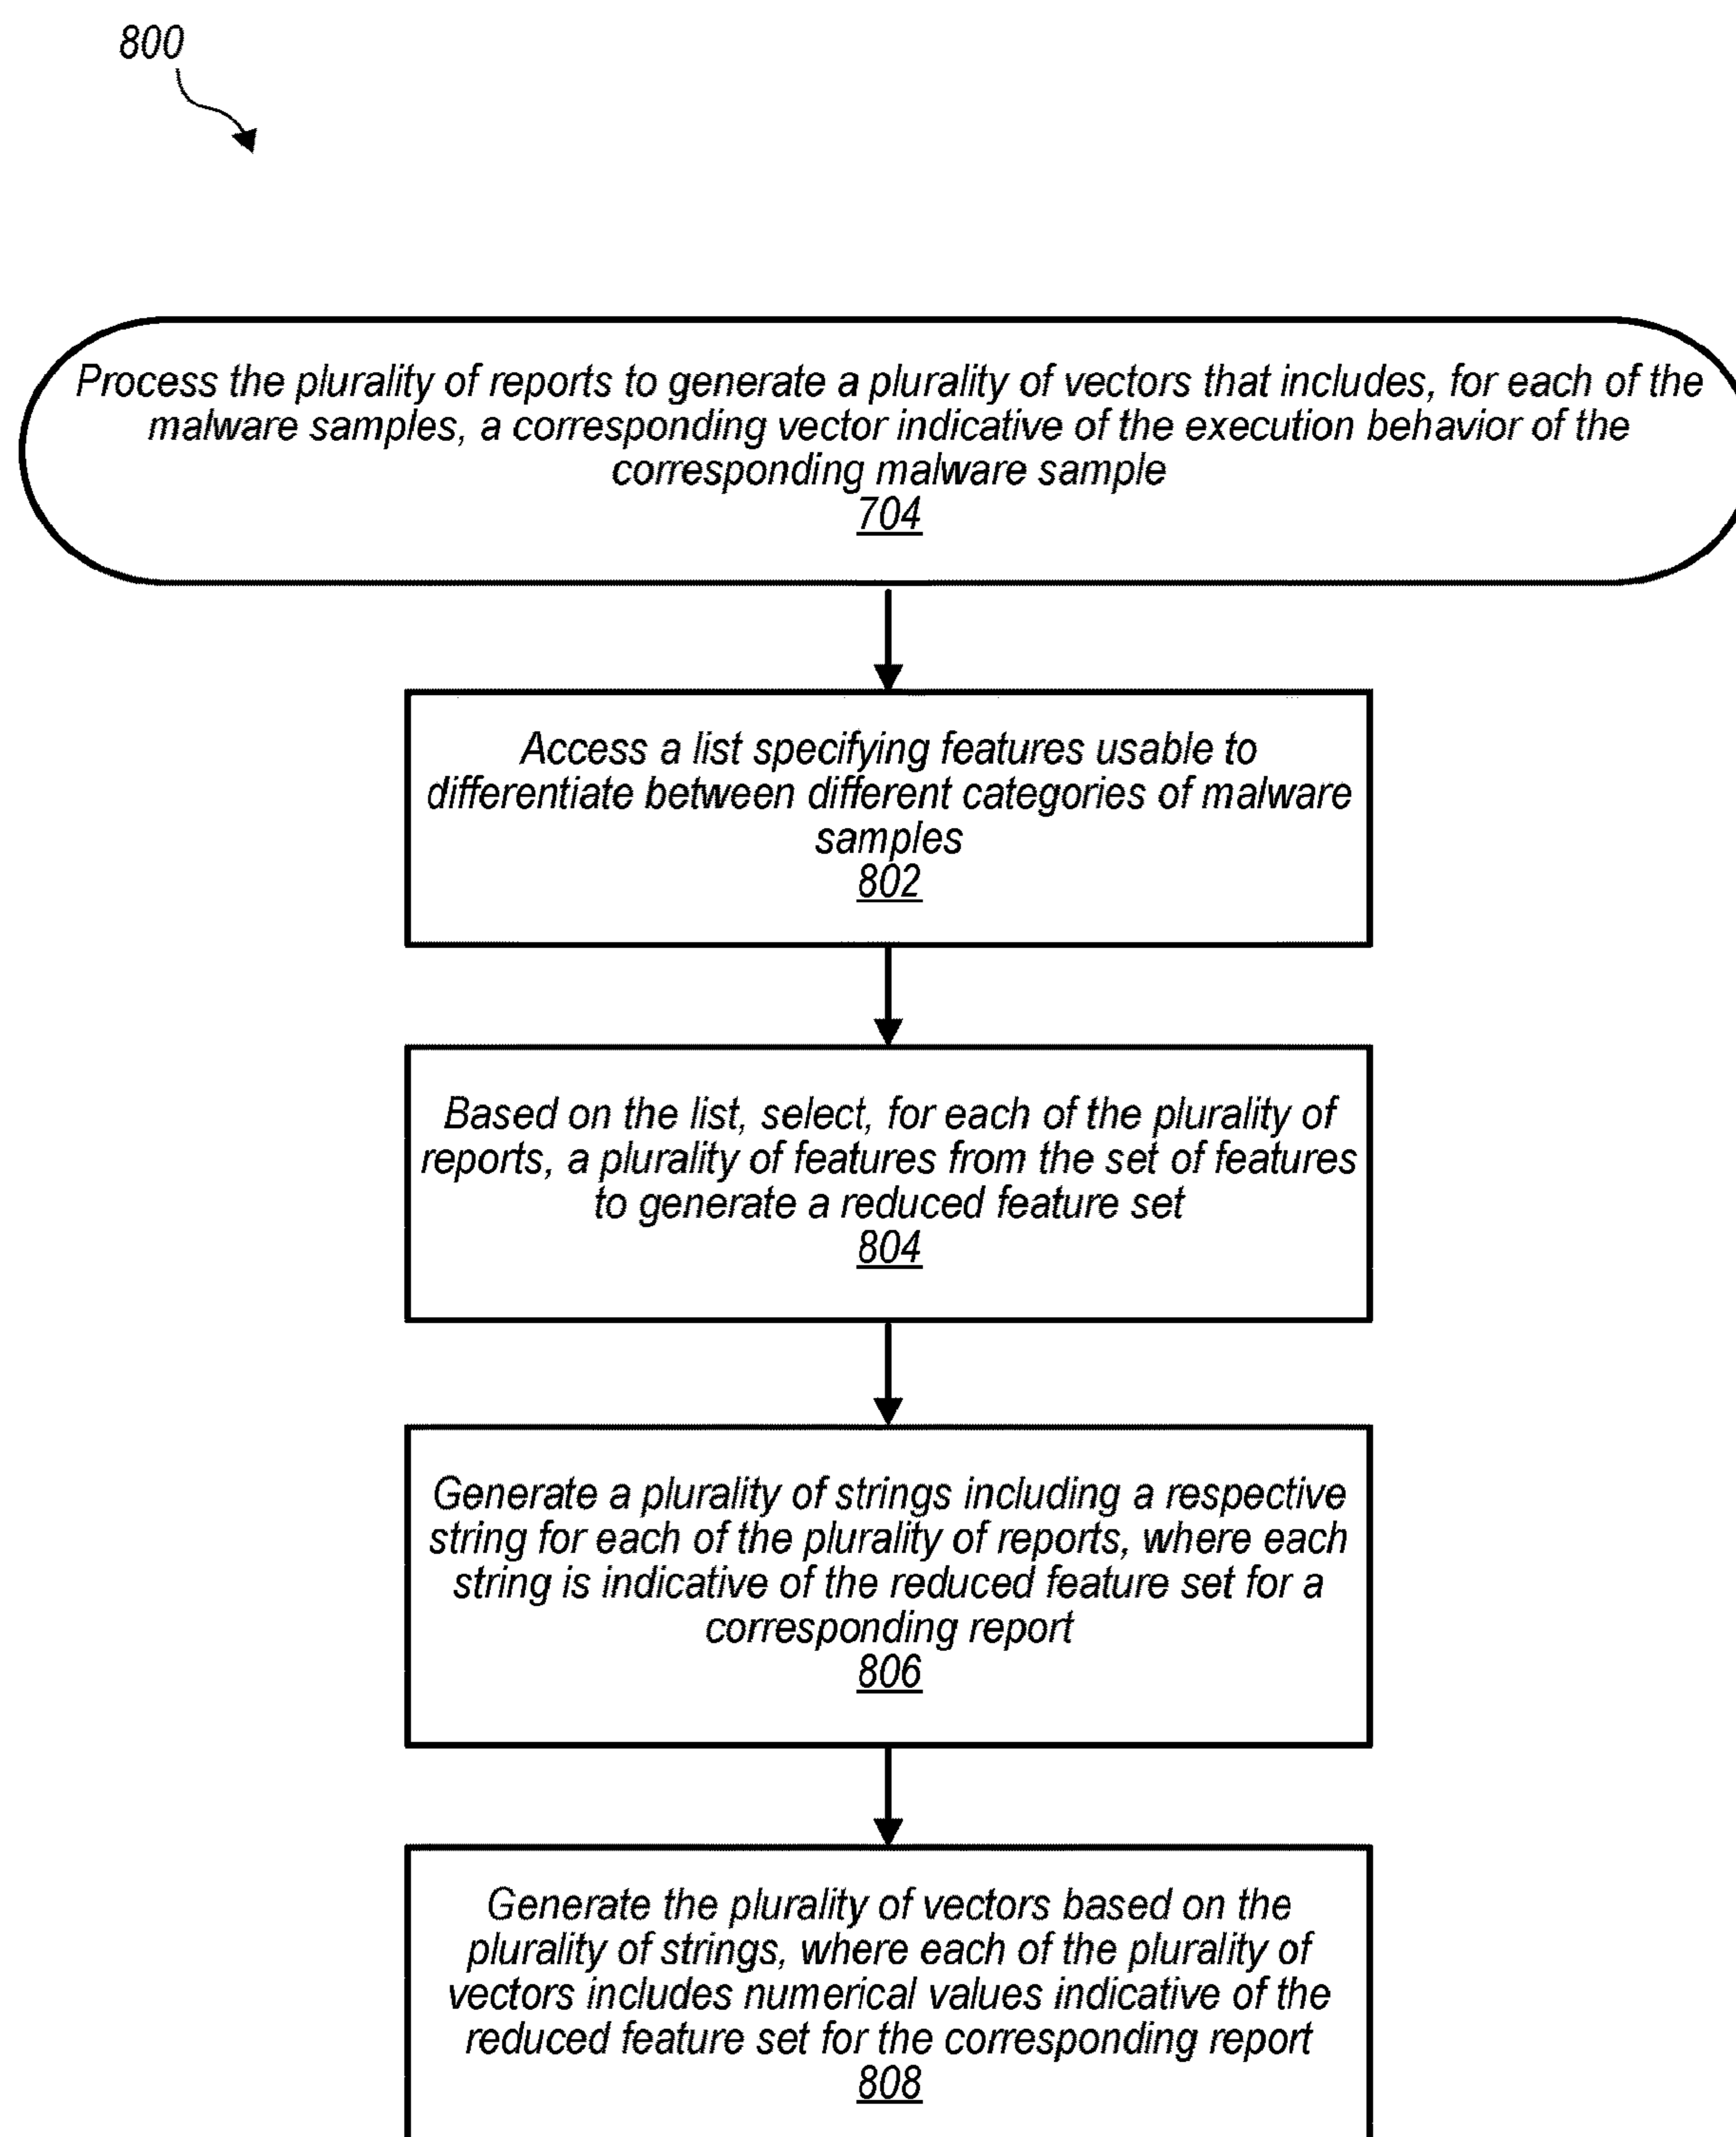 800
Process the plurality of reports to generate a plurality of vectors that includes, for each of the
malware samples, a corresponding vector indicative of the execution behavior of the
corresponding malware sample
704
Access a list specifying features usable to
differentiate between different categories of malware
samples
802
Based on the list, select, for each of the plurality of
reports, a plurality of features from the set of features
to generate a reduced feature set
804
Generate a plurality of strings including a respective
string for each of the plurality of reports, where each
string is indicative of the reduced feature set for a
corresponding report
806
Generate the plurality of vectors based on the
plurality of strings, where each of the plurality of
vectors includes numerical values indicative of the
reduced feature set for the corresponding report
808